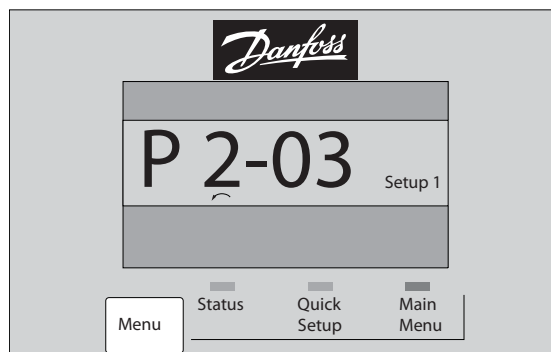 Danfoss
P 2-03
Setup 1
Status
Quick
Setup
Main
Menu
Menu